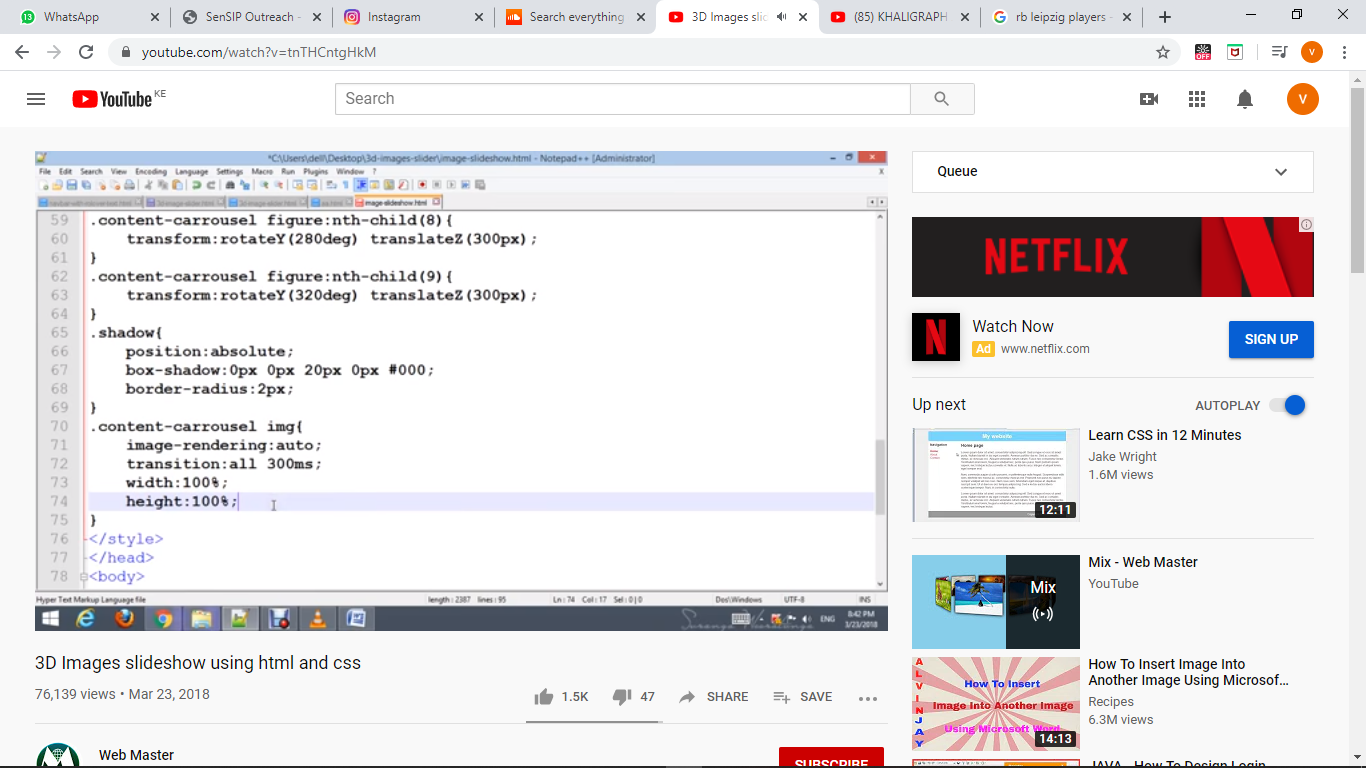 13 WhatsApp
SenSIP Outreach -
Instagram
Search everything
3D Images slic
(85) KHALIGRAPH
rb leipzig players -
youtube.com/watch?v=tnTHCntgHkM
OFF
V
YouTube KE
Search
V
*C:\Users\dell\Desktop\3d-images-slider\image-slideshow.html - Notepad++ [Administrator]
File Edit Search View Encoding Language Settings Macro Run Plugins Window ? X
image-slideshow.html
59 .content-carrousel figure:nth-child(8){
60 transform:rotateY(280deg) translateZ(300px);
61 }
62 .content-carrousel figure:nth-child(9){
63 transform:rotateY(320deg) translateZ(300px);
64 }
65 .shadow{
66 position:absolute;
67 box-shadow:0px 0px 20px 0px #000;
68 border-radius:2px;
69 }
70 .content-carrousel img{
71 image-rendering:auto;
72 transition:all 300ms;
73 width:100%;
74 height:100%;
75 }
76 </style>
77 </head>
78 <body>
Hyper Text Markup Language file length : 2387 lines : 95 Ln : 74 Col : 17 Sel : 0 | 0 Dos\Windows UTF-8 INS
ENG 8:42 PM
3/23/2018
3D Images slideshow using html and css
76,139 views • Mar 23, 2018
1.5K 47 SHARE SAVE
Web Master
SUBSCRIBE
Queue
NETFLIX
N
Watch Now
Ad www.netflix.com
SIGN UP
Up next
AUTOPLAY
My website
Home page
12:11
Learn CSS in 12 Minutes
Jake Wright
1.6M views
Mix
Mix - Web Master
YouTube
ALVINJAY
How To Insert
Image Into Another Image
Using Microsoft Word
14:13
How To Insert Image Into
Another Image Using Microsof...
Recipes
6.3M views
JAVA - How To Design Login